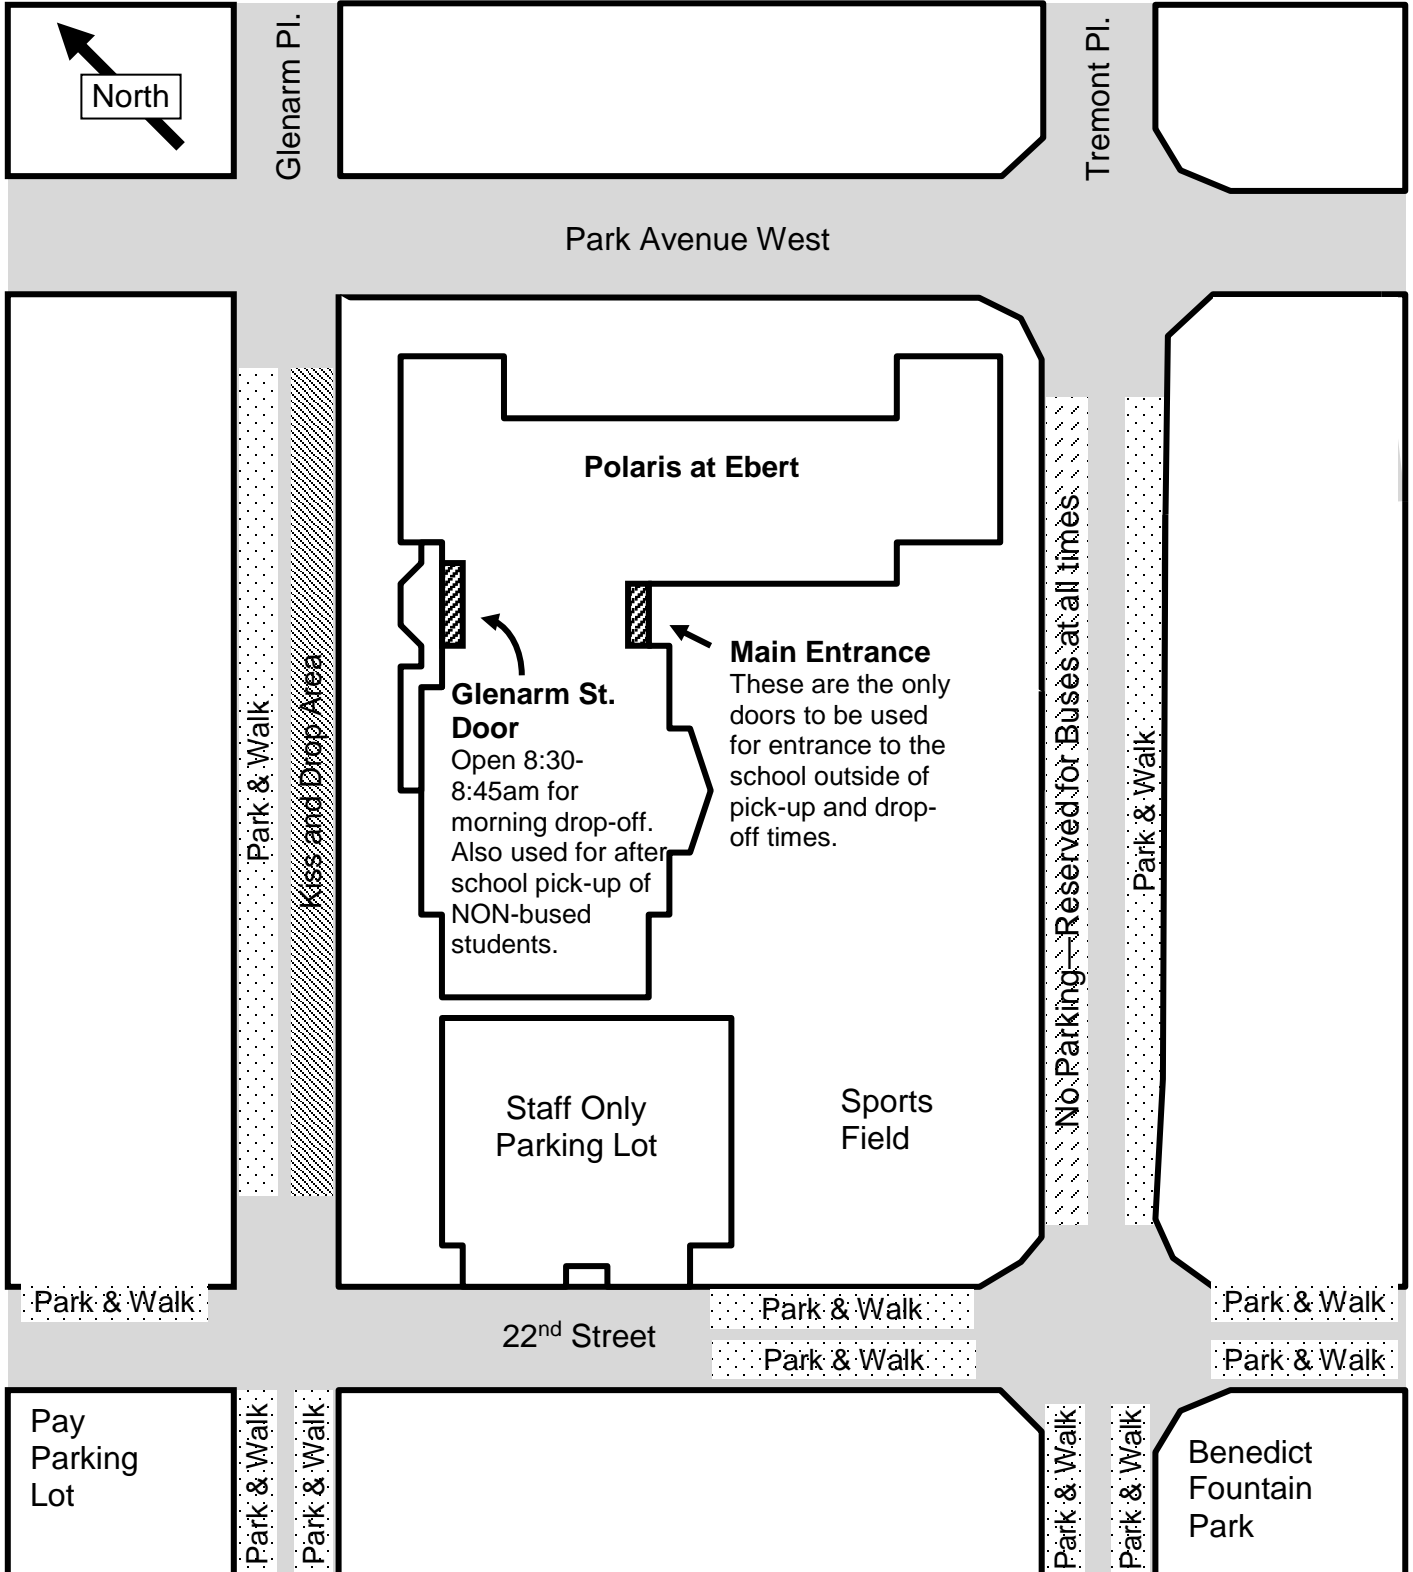 Glenarm Pl.
Tremont Pl.
North
Park Avenue West
Polaris at Ebert
Glenarm St.
Door
Open 8:30-
8:45am for
morning drop-off.
Also used for after
school pick-up of
NON-bused
students.
Main Entrance
These are the only
doors to be used
for entrance to the
school outside of
pick-up and drop-
off times.
Park & Walk
Kiss and Drop Area
No Parking—Reserved for Buses at all times
Park & Walk
Staff Only
Parking Lot
Sports
Field
Park & Walk
22nd Street
Park & Walk
Park & Walk
Park & Walk
Park & Walk
Pay
Parking
Lot
Park & Walk
Park & Walk
Park & Walk
Park & Walk
Benedict
Fountain
Park